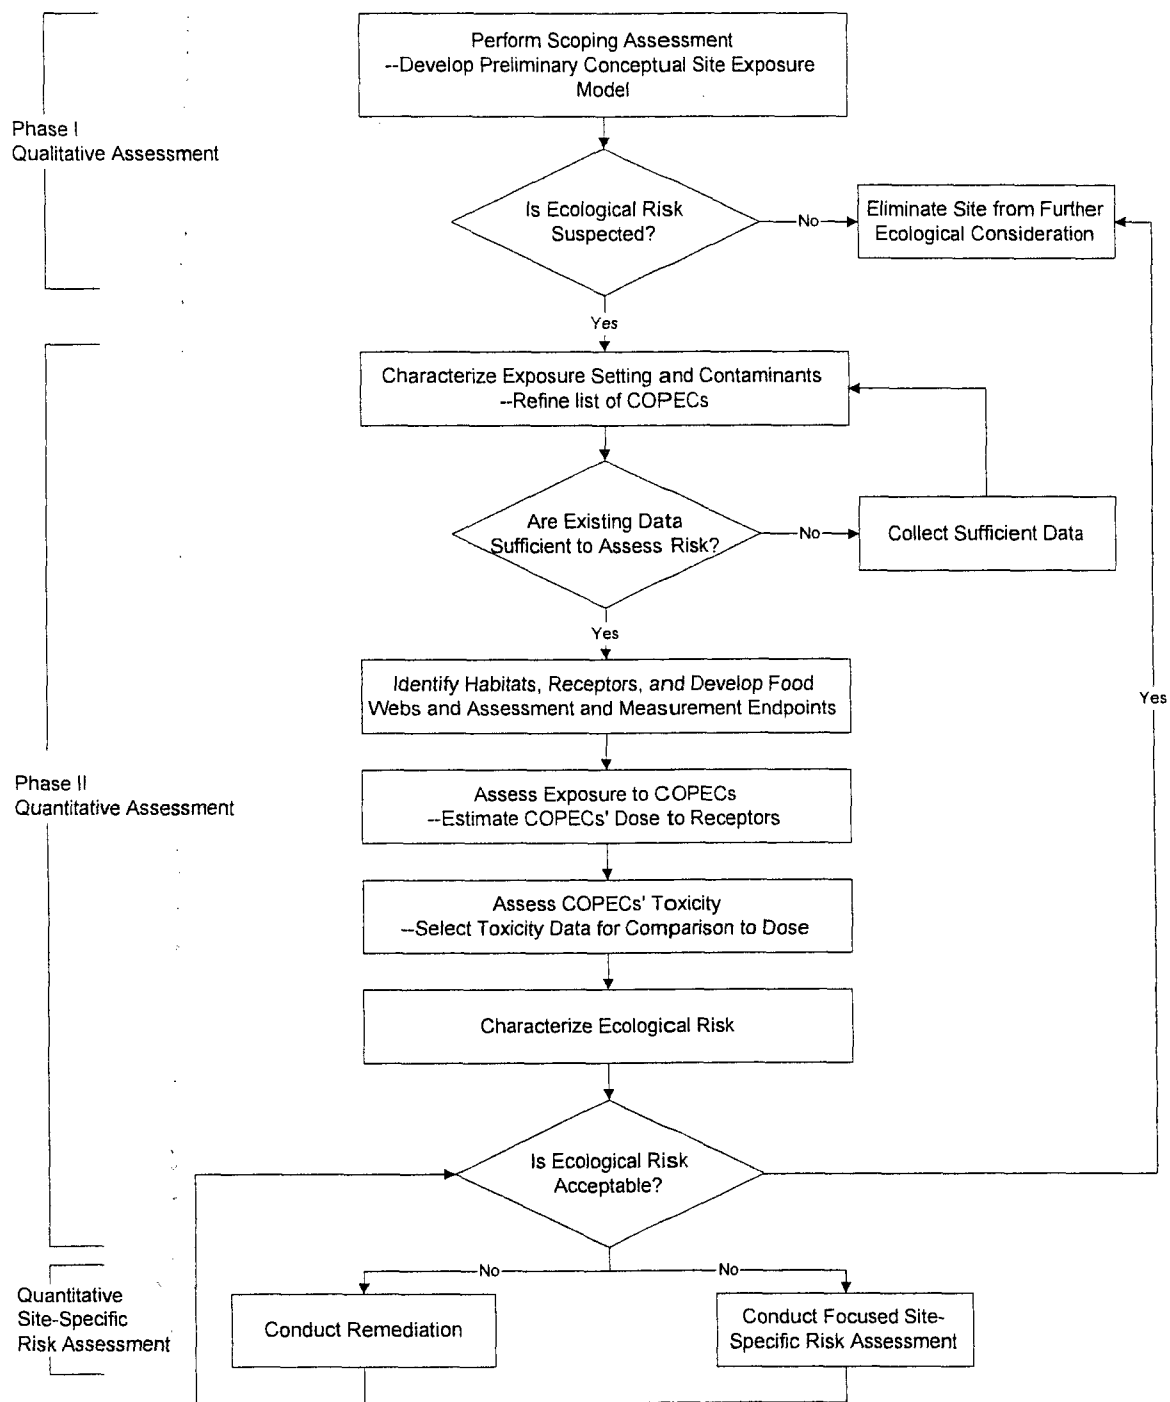 Perform Scoping Assessment
--Develop Preliminary Conceptual Site Exposure
Model
Phase I
Qualitative Assessment
Is Ecological Risk
Suspected?
No
Eliminate Site from Further
Ecological Consideration
Yes
Characterize Exposure Setting and Contaminants
--Refine list of COPECs
Are Existing Data
Sufficient to Assess Risk?
No
Collect Sufficient Data
Yes
Identify Habitats, Receptors, and Develop Food
Webs and Assessment and Measurement Endpoints
Yes
Phase II
Quantitative Assessment
Assess Exposure to COPECs
--Estimate COPECs' Dose to Receptors
Assess COPECs' Toxicity
--Select Toxicity Data for Comparison to Dose
Characterize Ecological Risk
Is Ecological Risk
Acceptable?
No
No
Quantitative
Site-Specific
Risk Assessment
Conduct Remediation
Conduct Focused Site-
Specific Risk Assessment